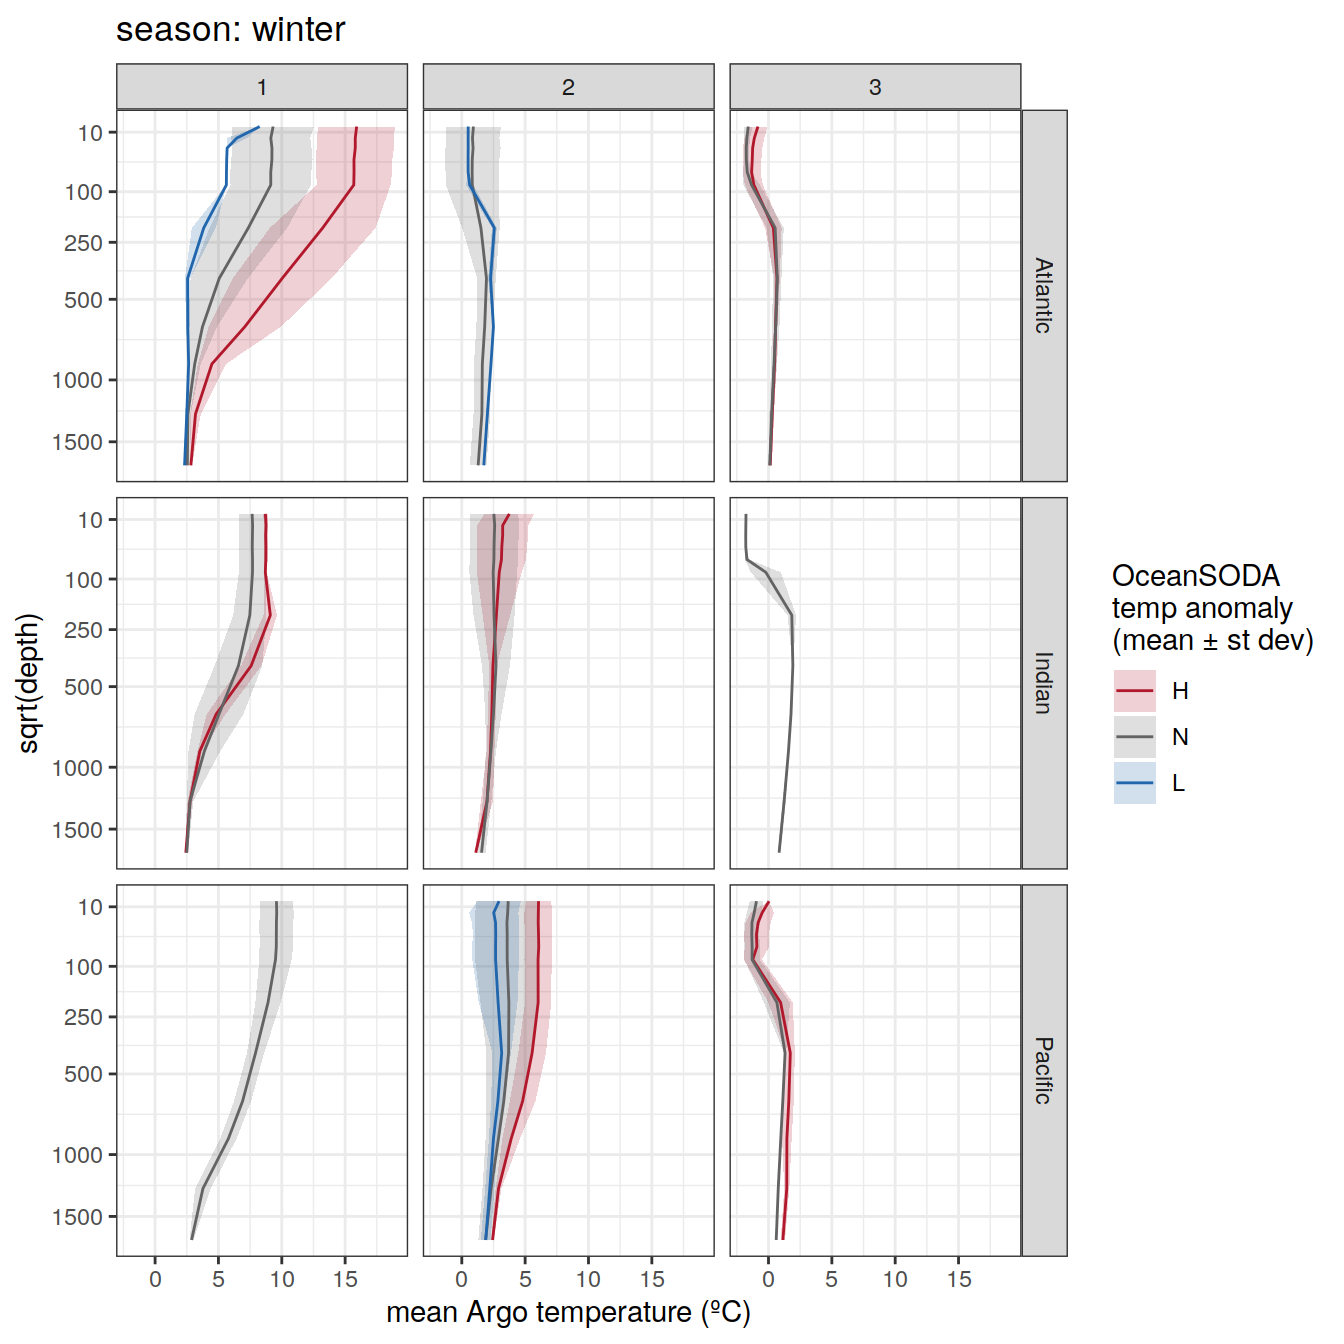 season: winter
1 2 3
10
100
250
500
1000
1500
Atlantic
10
100
250
500
1000
1500
Indian
10
100
250
500
1000
1500
Pacific
0 5 10 15 0 5 10 15 0 5 10 15
mean Argo temperature (ºC)
sqrt(depth)
OceanSODA
temp anomaly
(mean ± st dev)
H
N
L